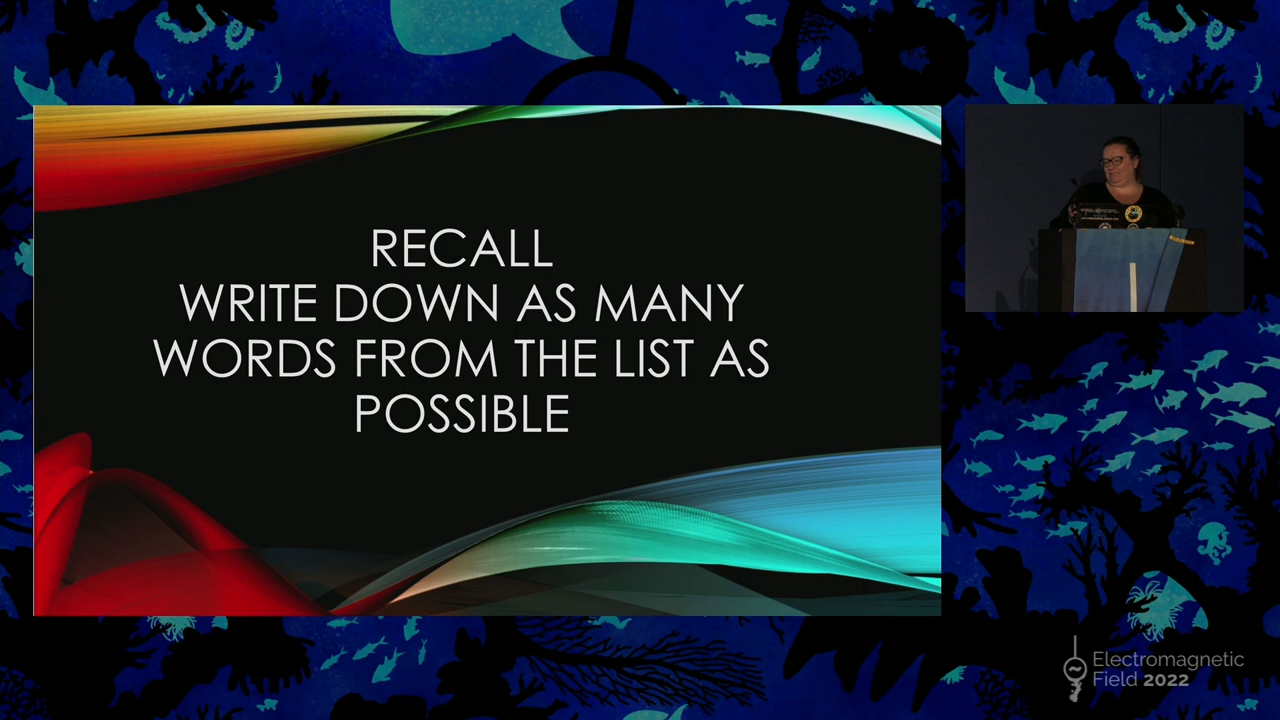 RECALL
WRITE DOWN AS MANY
WORDS FROM THE LIST AS
POSSIBLE
Electromagnetic
Field 2022